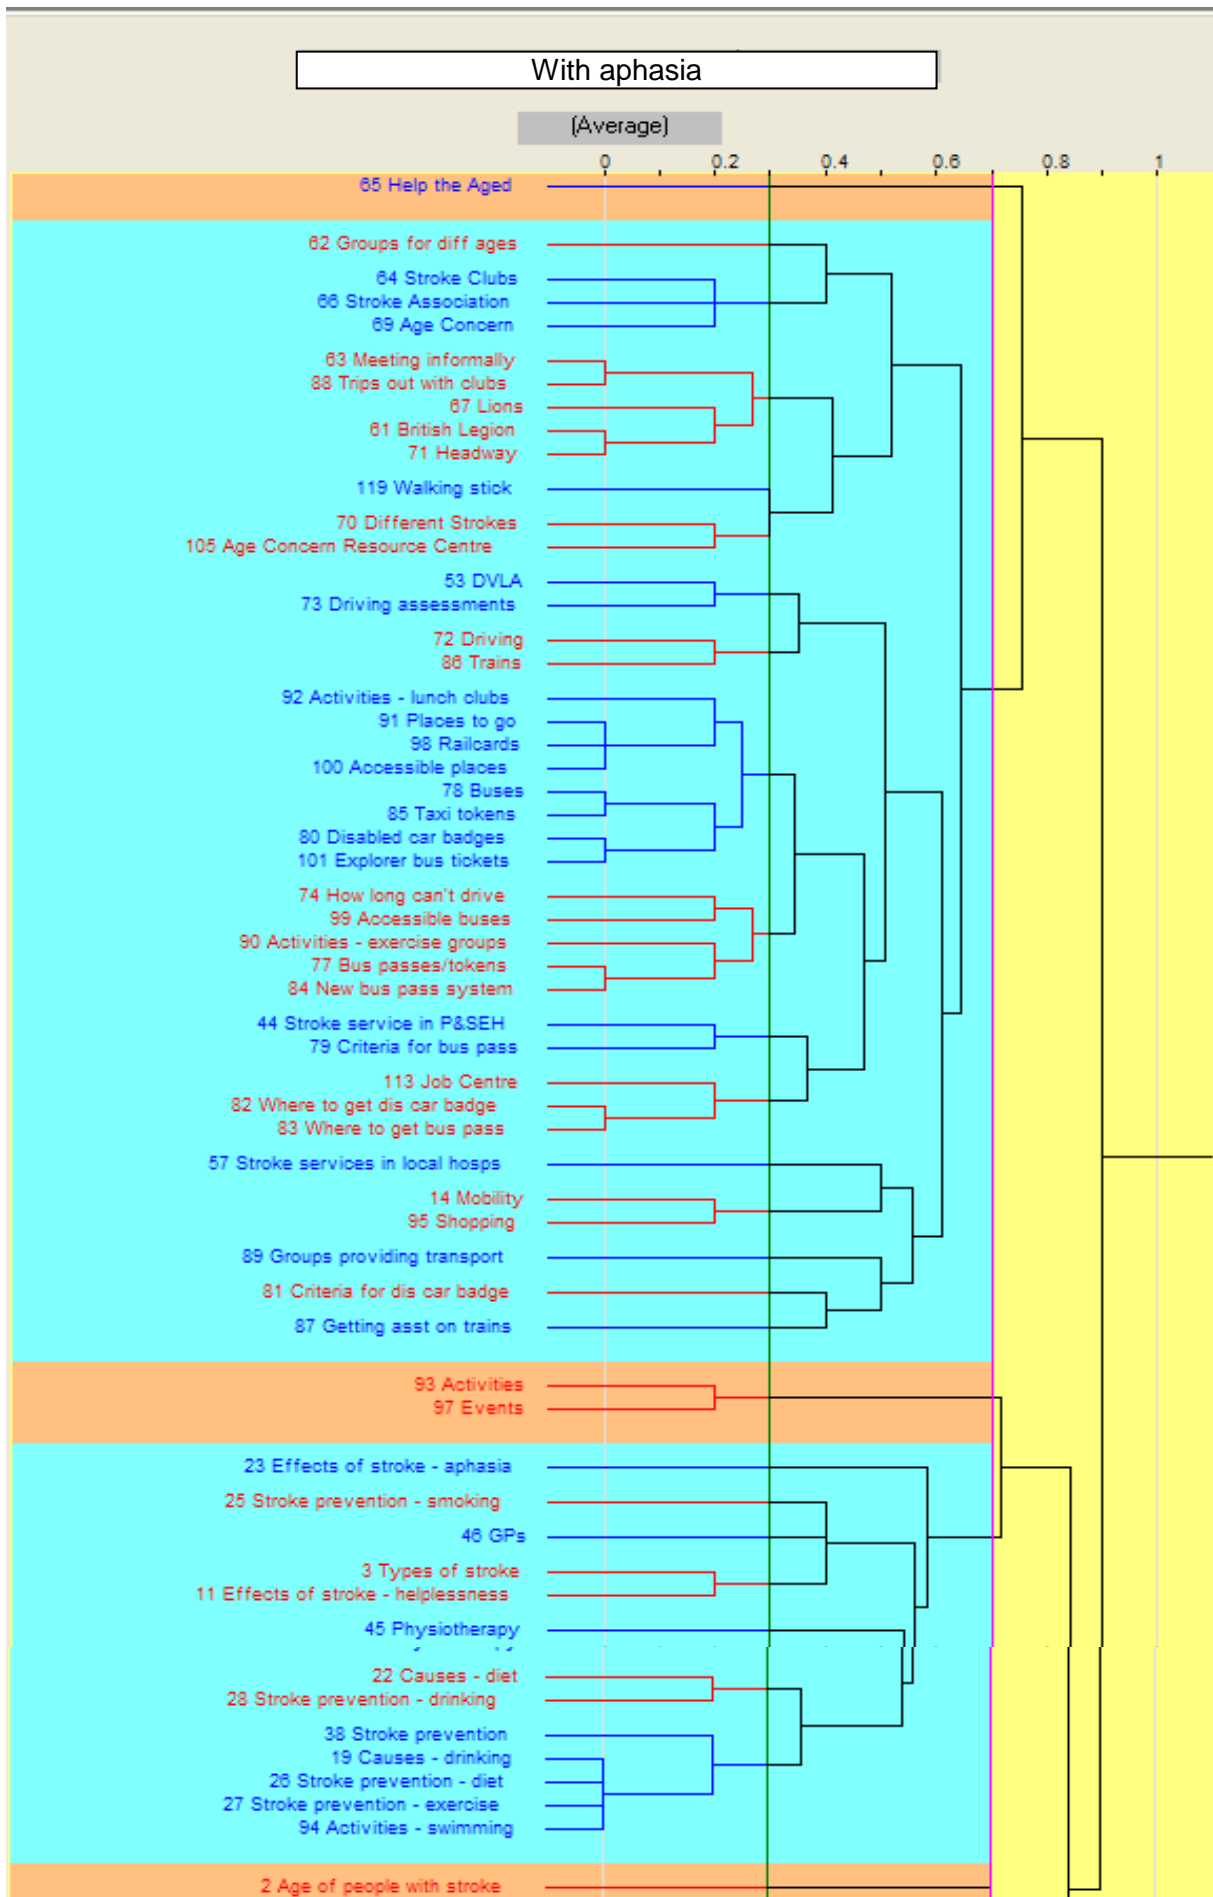 With aphasia
(Average)
0 0.2 0.4 0.6 0.8 1
65 Help the Aged
62 Groups for diff ages
64 Stroke Clubs
66 Stroke Association
69 Age Concern
63 Meeting informally
88 Trips out with clubs
67 Lions
61 British Legion
71 Headway
119 Walking stick
70 Different Strokes
105 Age Concern Resource Centre
53 DVLA
73 Driving assessments
72 Driving
86 Trains
92 Activities - lunch clubs
91 Places to go
98 Railcards
100 Accessible places
78 Buses
85 Taxi tokens
80 Disabled car badges
101 Explorer bus tickets
74 How long can't drive
99 Accessible buses
90 Activities - exercise groups
77 Bus passes/tokens
84 New bus pass system
44 Stroke service in P&SEH
79 Criteria for bus pass
113 Job Centre
82 Where to get dis car badge
83 Where to get bus pass
57 Stroke services in local hosps
14 Mobility
95 Shopping
89 Groups providing transport
81 Criteria for dis car badge
87 Getting asst on trains
93 Activities
97 Events
23 Effects of stroke - aphasia
25 Stroke prevention - smoking
46 GPs
3 Types of stroke
11 Effects of stroke - helplessness
45 Physiotherapy
22 Causes - diet
28 Stroke prevention - drinking
38 Stroke prevention
19 Causes - drinking
26 Stroke prevention - diet
27 Stroke prevention - exercise
94 Activities - swimming
2 Age of people with stroke